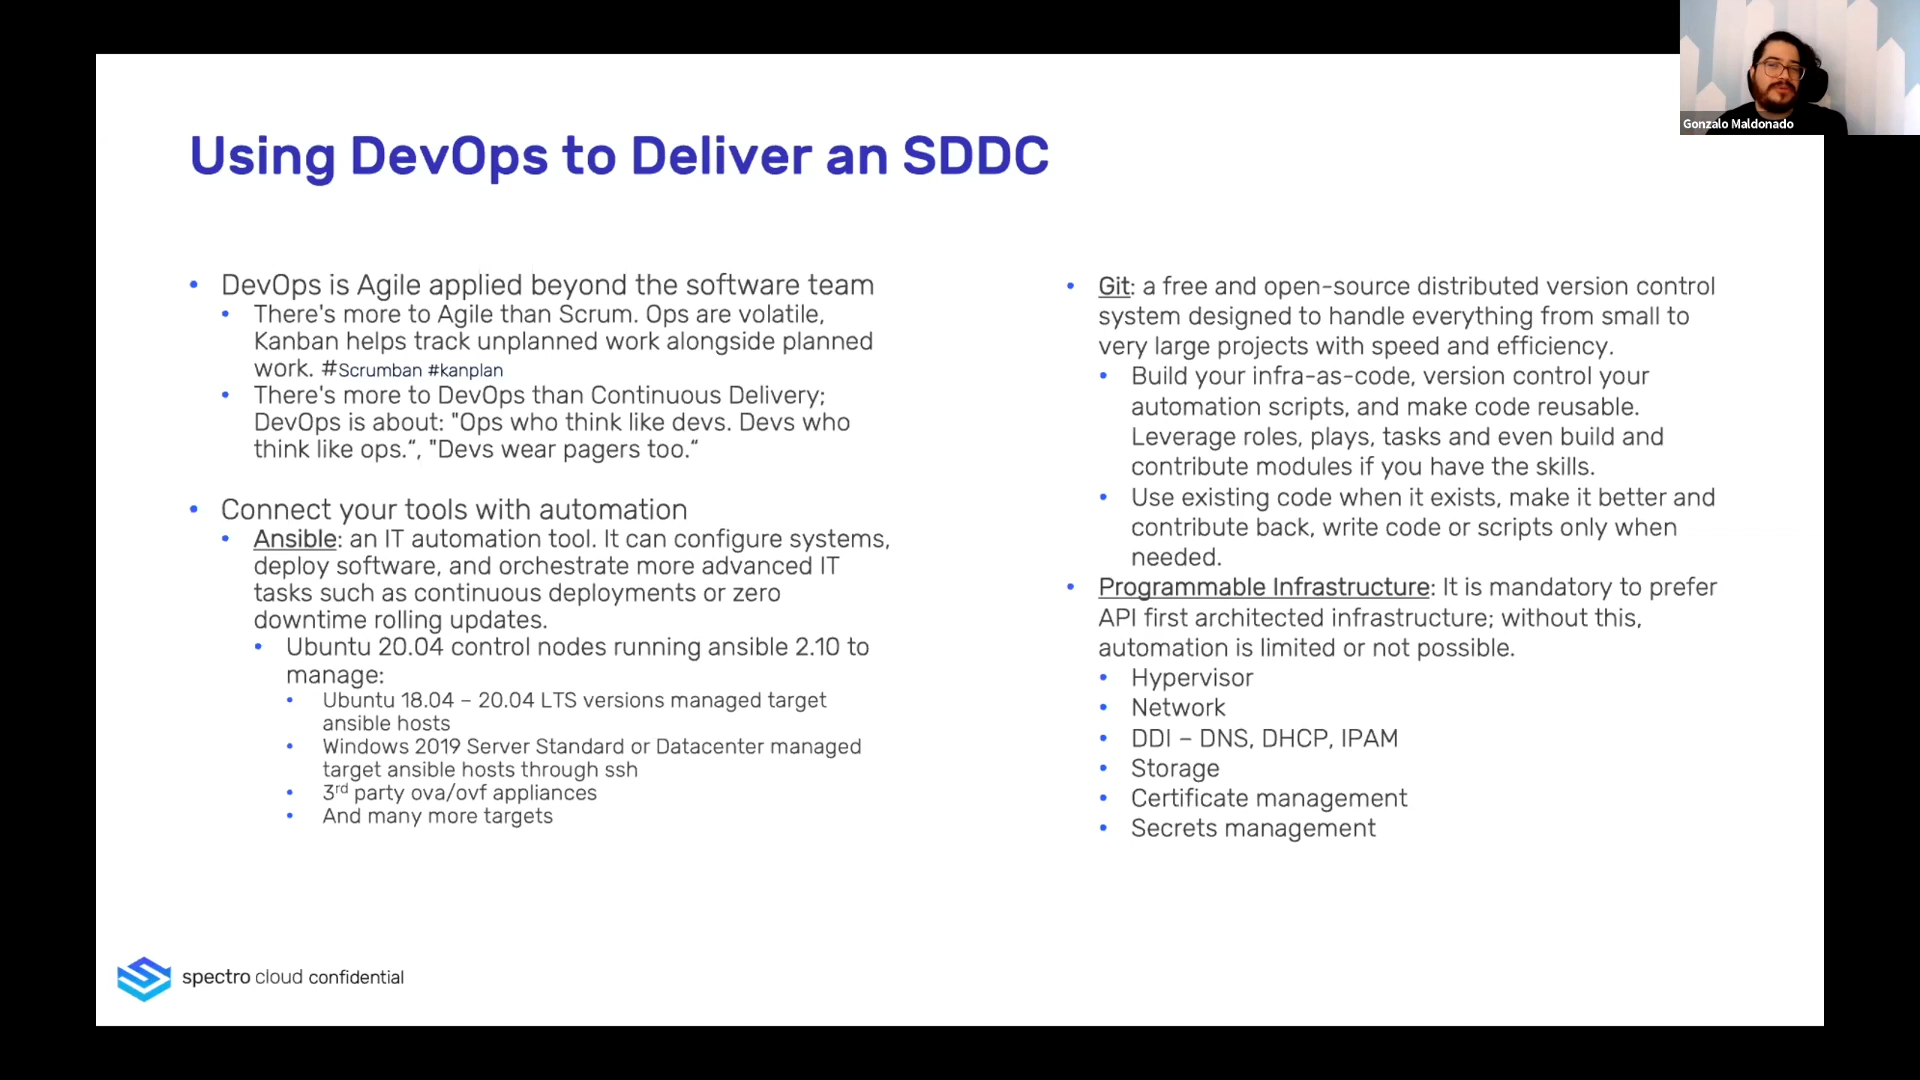 Gonzalo Maldonado
Using DevOps to Deliver an SDDC
• DevOps is Agile applied beyond the software team
• There's more to Agile than Scrum. Ops are volatile,
Kanban helps track unplanned work alongside planned
work. #Scrumban #kanplan
• There's more to DevOps than Continuous Delivery;
DevOps is about: "Ops who think like devs. Devs who
think like ops.“, "Devs wear pagers too.“
• Connect your tools with automation
• Ansible: an IT automation tool. It can configure systems,
deploy software, and orchestrate more advanced IT
tasks such as continuous deployments or zero
downtime rolling updates.
• Ubuntu 20.04 control nodes running ansible 2.10 to
manage:
• Ubuntu 18.04 – 20.04 LTS versions managed target
ansible hosts
• Windows 2019 Server Standard or Datacenter managed
target ansible hosts through ssh
• 3rd party ova/ovf appliances
• And many more targets
• Git: a free and open-source distributed version control
system designed to handle everything from small to
very large projects with speed and efficiency.
• Build your infra-as-code, version control your
automation scripts, and make code reusable.
Leverage roles, plays, tasks and even build and
contribute modules if you have the skills.
• Use existing code when it exists, make it better and
contribute back, write code or scripts only when
needed.
• Programmable Infrastructure: It is mandatory to prefer
API first architected infrastructure; without this,
automation is limited or not possible.
• Hypervisor
• Network
• DDI – DNS, DHCP, IPAM
• Storage
• Certificate management
• Secrets management
spectro cloud confidential